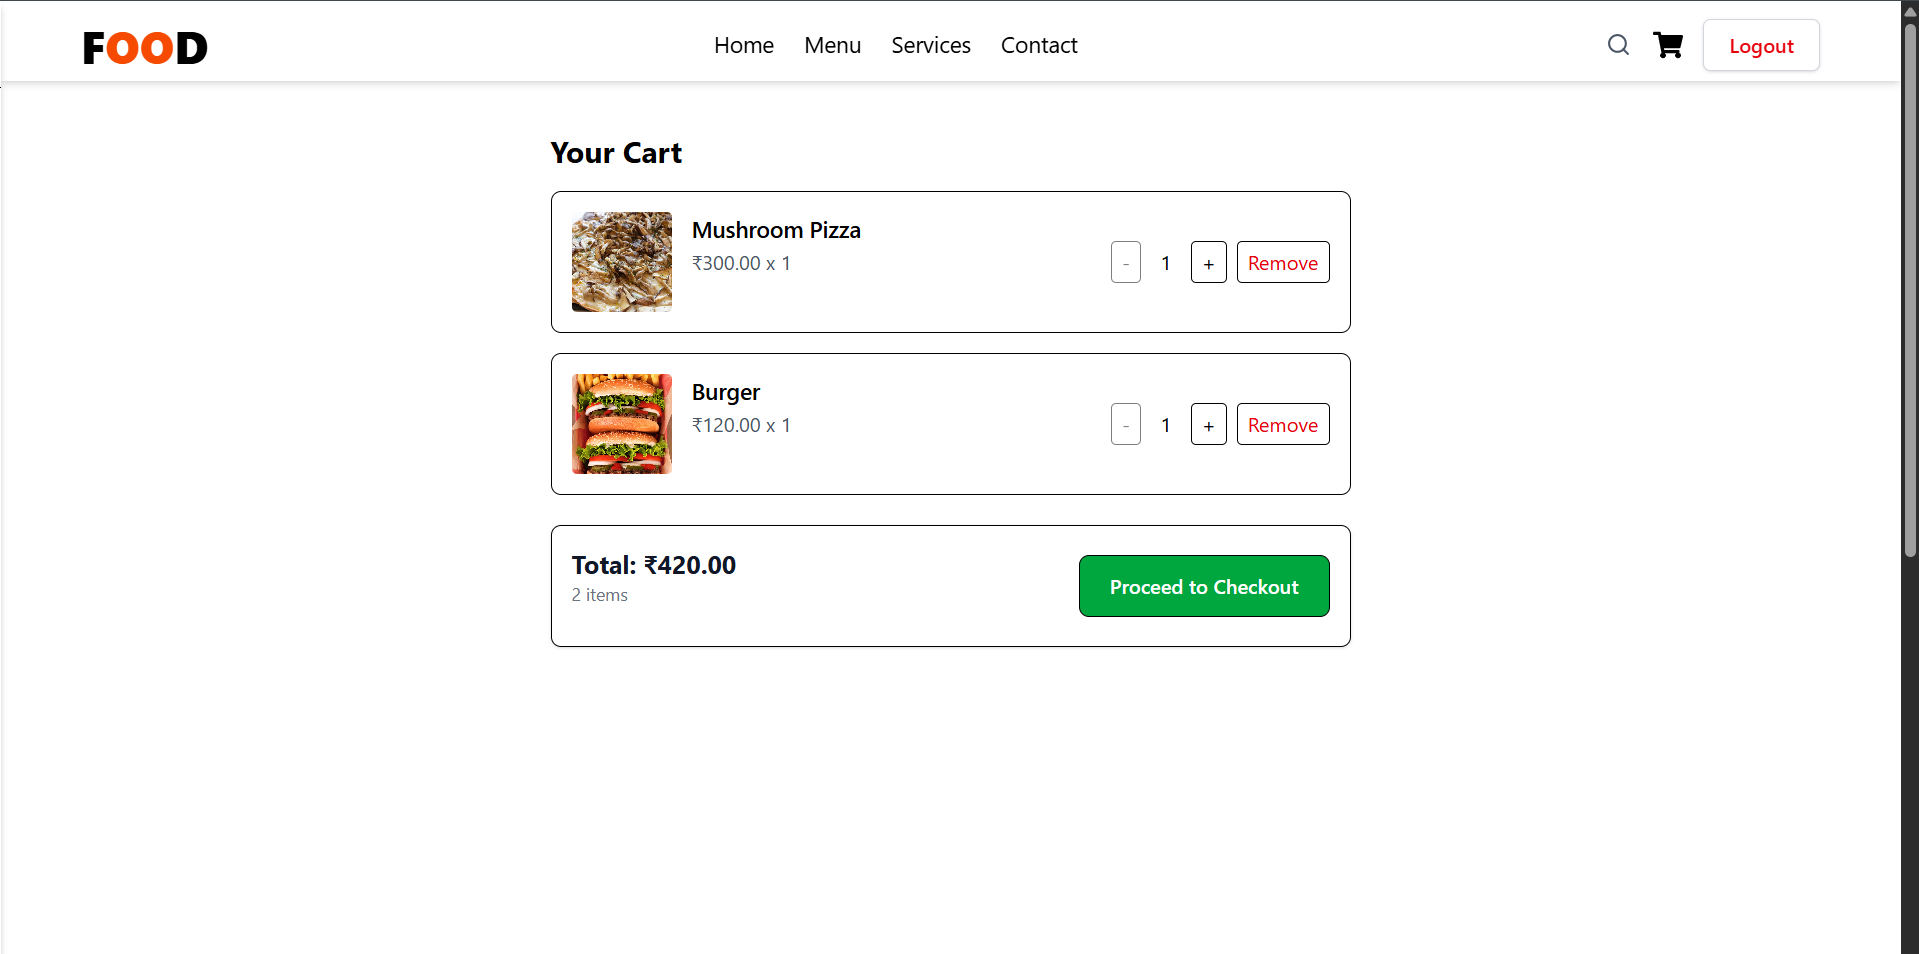 FOOD Home Menu Services Contact Logout
Your Cart
Mushroom Pizza
₹300.00 x 1
- 1 + Remove
Burger
₹120.00 x 1
- 1 + Remove
Total: ₹420.00
2 items
Proceed to Checkout